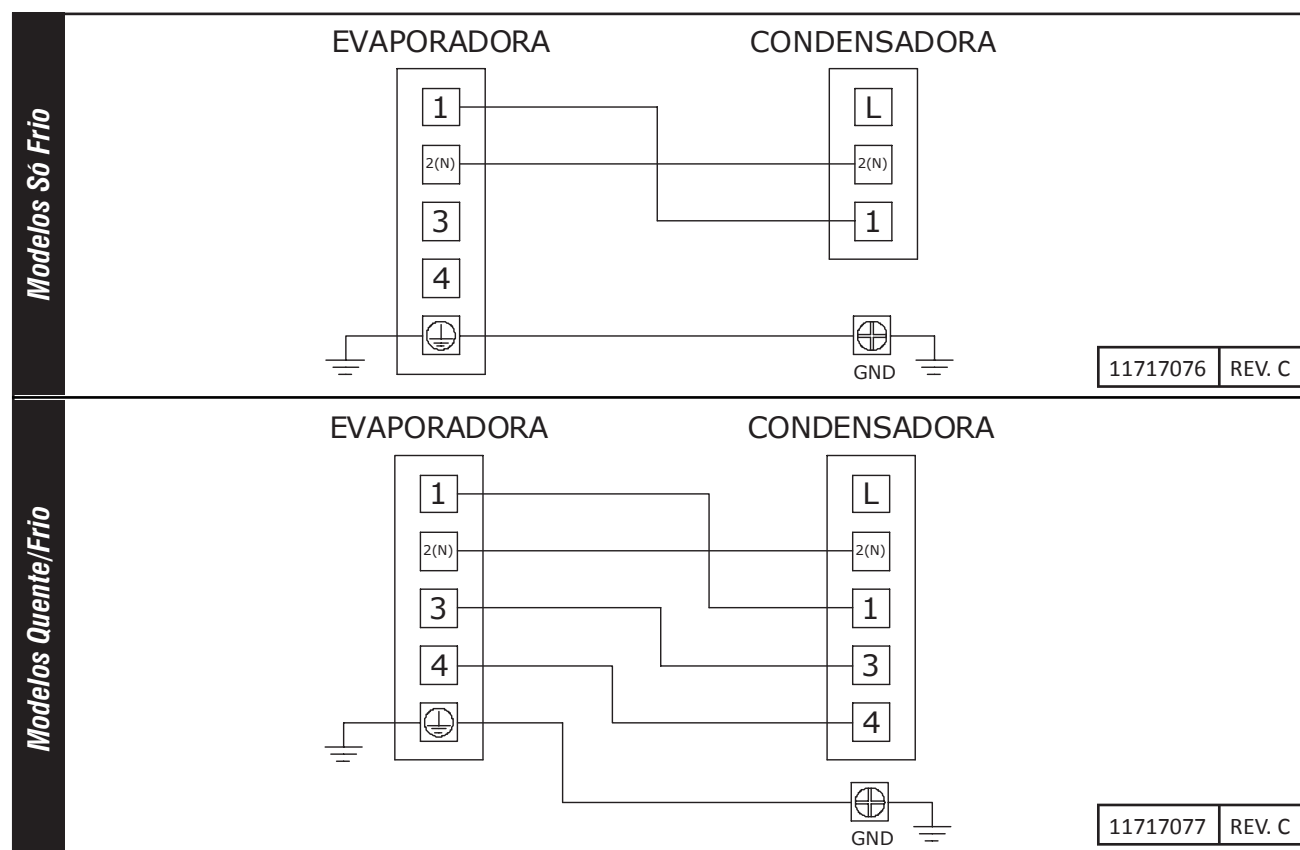 Modelos Só Frio
EVAPORADORA
CONDENSADORA
1
L
2(N)
2(N)
3
1
4
GND
11717076 REV. C
Modelos Quente/Frio
EVAPORADORA
CONDENSADORA
1
L
2(N)
2(N)
3
1
4
3
4
GND
11717077 REV. C